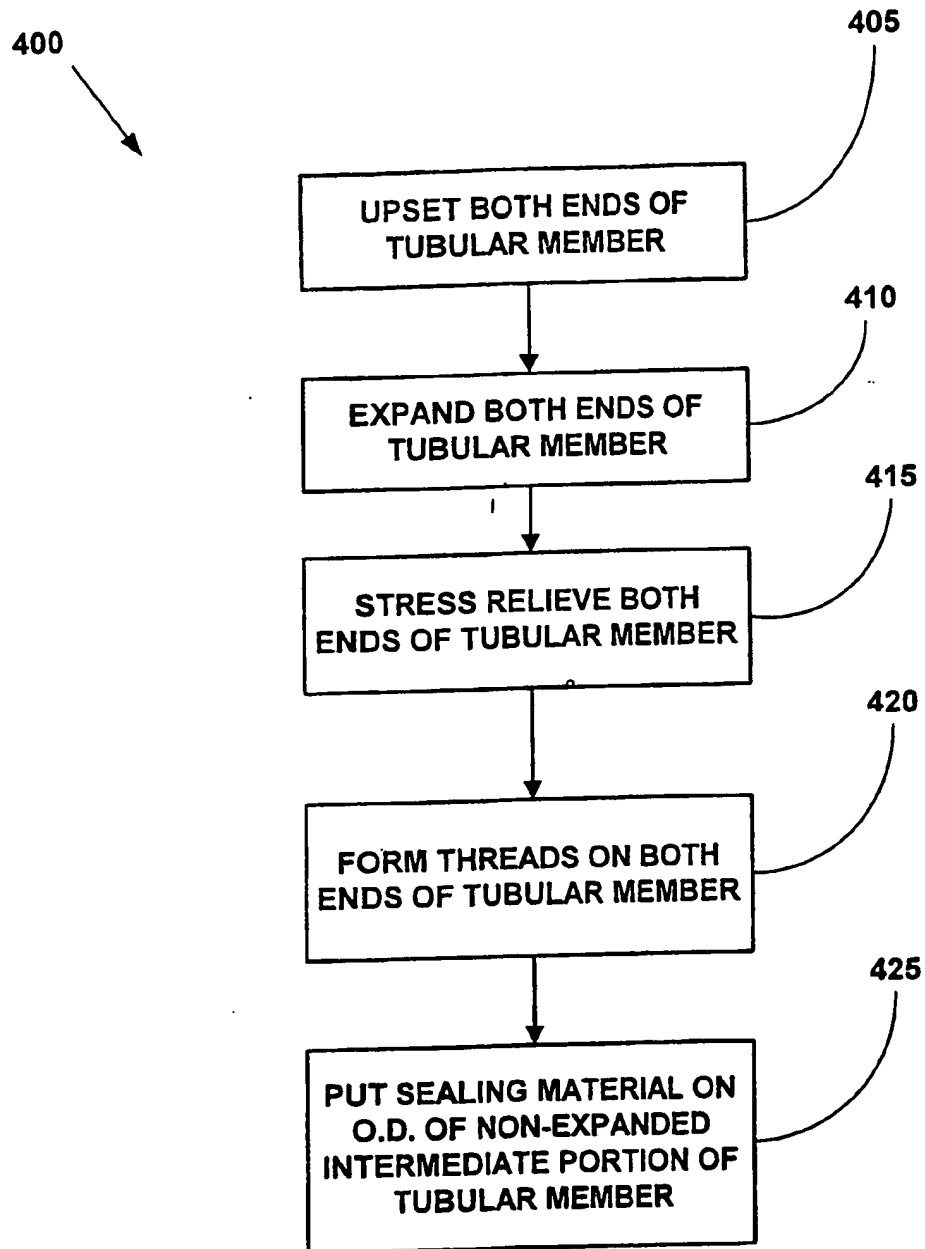 400
405
UPSET BOTH ENDS OF
TUBULAR MEMBER
410
EXPAND BOTH ENDS OF
TUBULAR MEMBER
415
STRESS RELIEVE BOTH
ENDS OF TUBULAR MEMBER
420
FORM THREADS ON BOTH
ENDS OF TUBULAR MEMBER
425
PUT SEALING MATERIAL ON
O.D. OF NON-EXPANDED
INTERMEDIATE PORTION OF
TUBULAR MEMBER